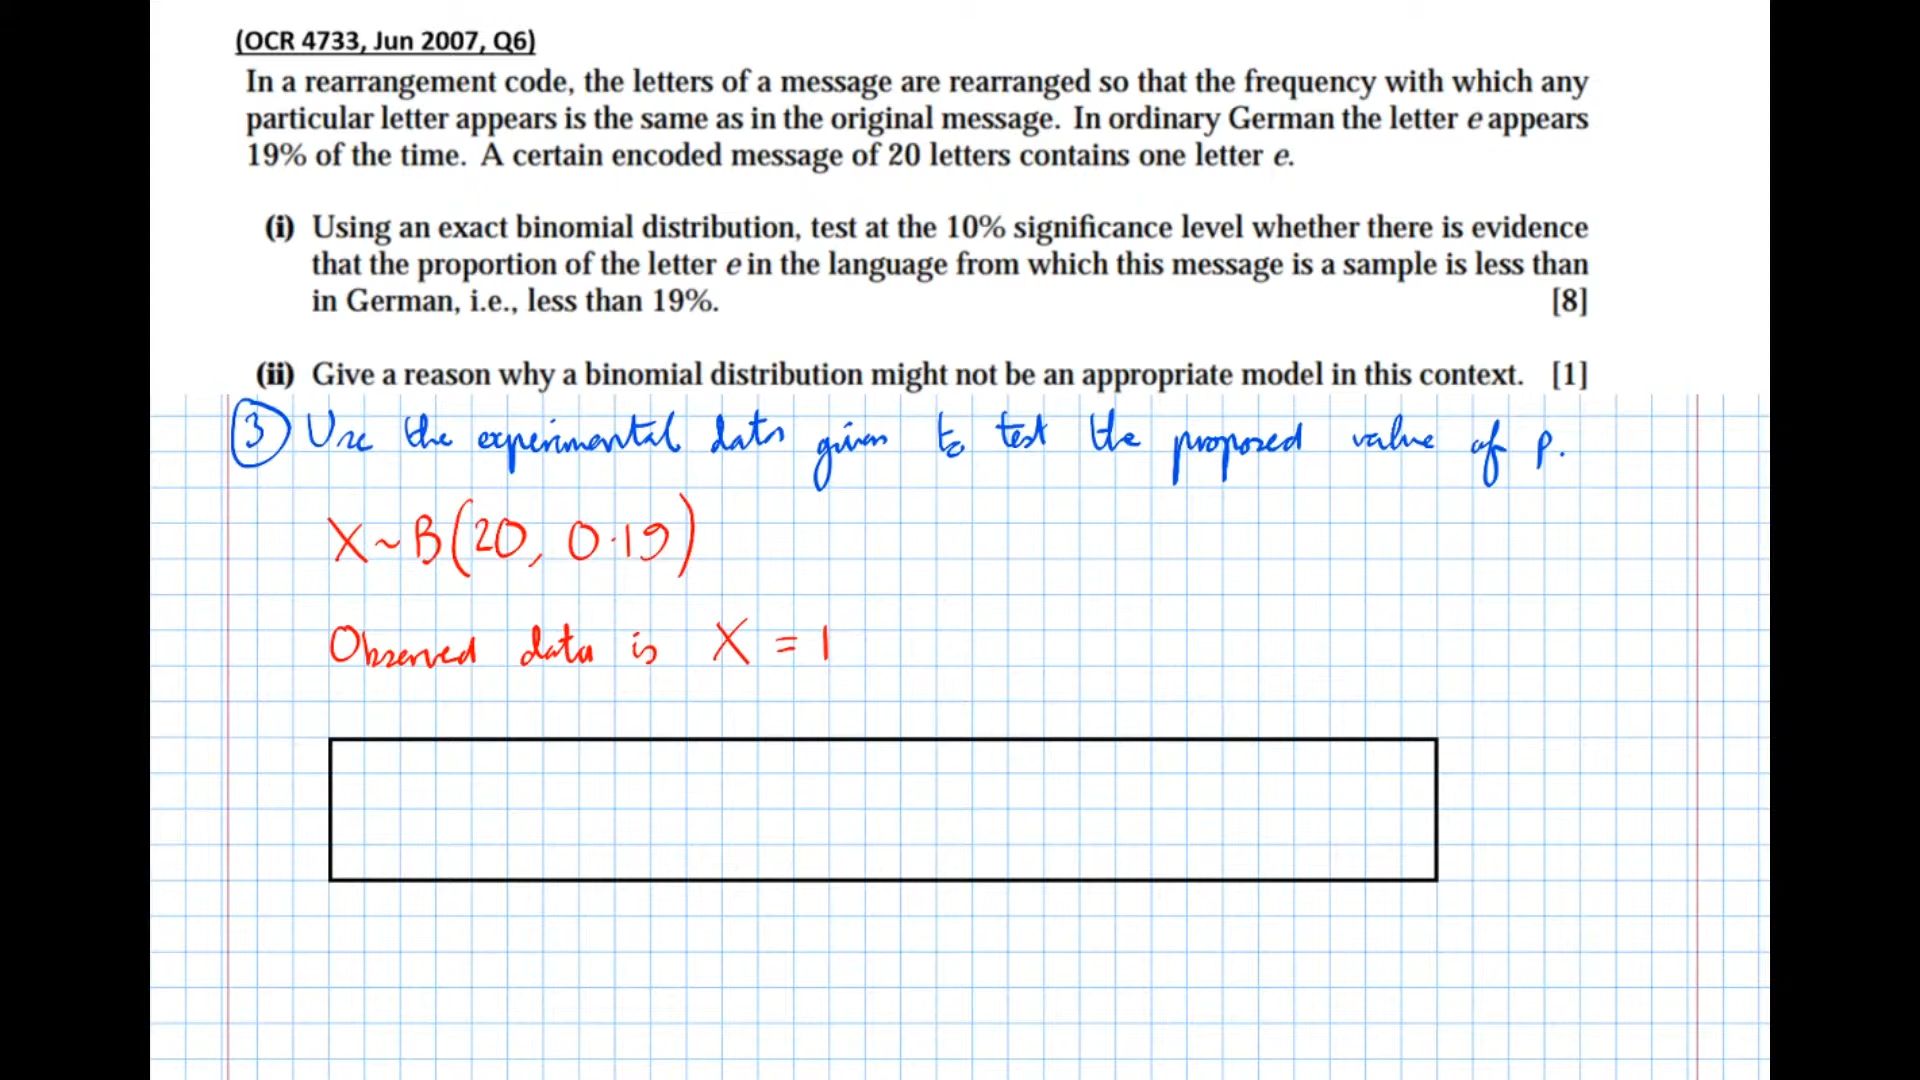 (OCR 4733, Jun 2007, Q6)
In a rearrangement code, the letters of a message are rearranged so that the frequency with which any
particular letter appears is the same as in the original message. In ordinary German the letter e appears
19% of the time. A certain encoded message of 20 letters contains one letter e.
(i) Using an exact binomial distribution, test at the 10% significance level whether there is evidence
that the proportion of the letter e in the language from which this message is a sample is less than
in German, i.e., less than 19%. [8]
(ii) Give a reason why a binomial distribution might not be an appropriate model in this context. [1]
3 Use the experimental data given to test the proposed value of p.
X~B(20, 0.19)
Observed data is X = 1